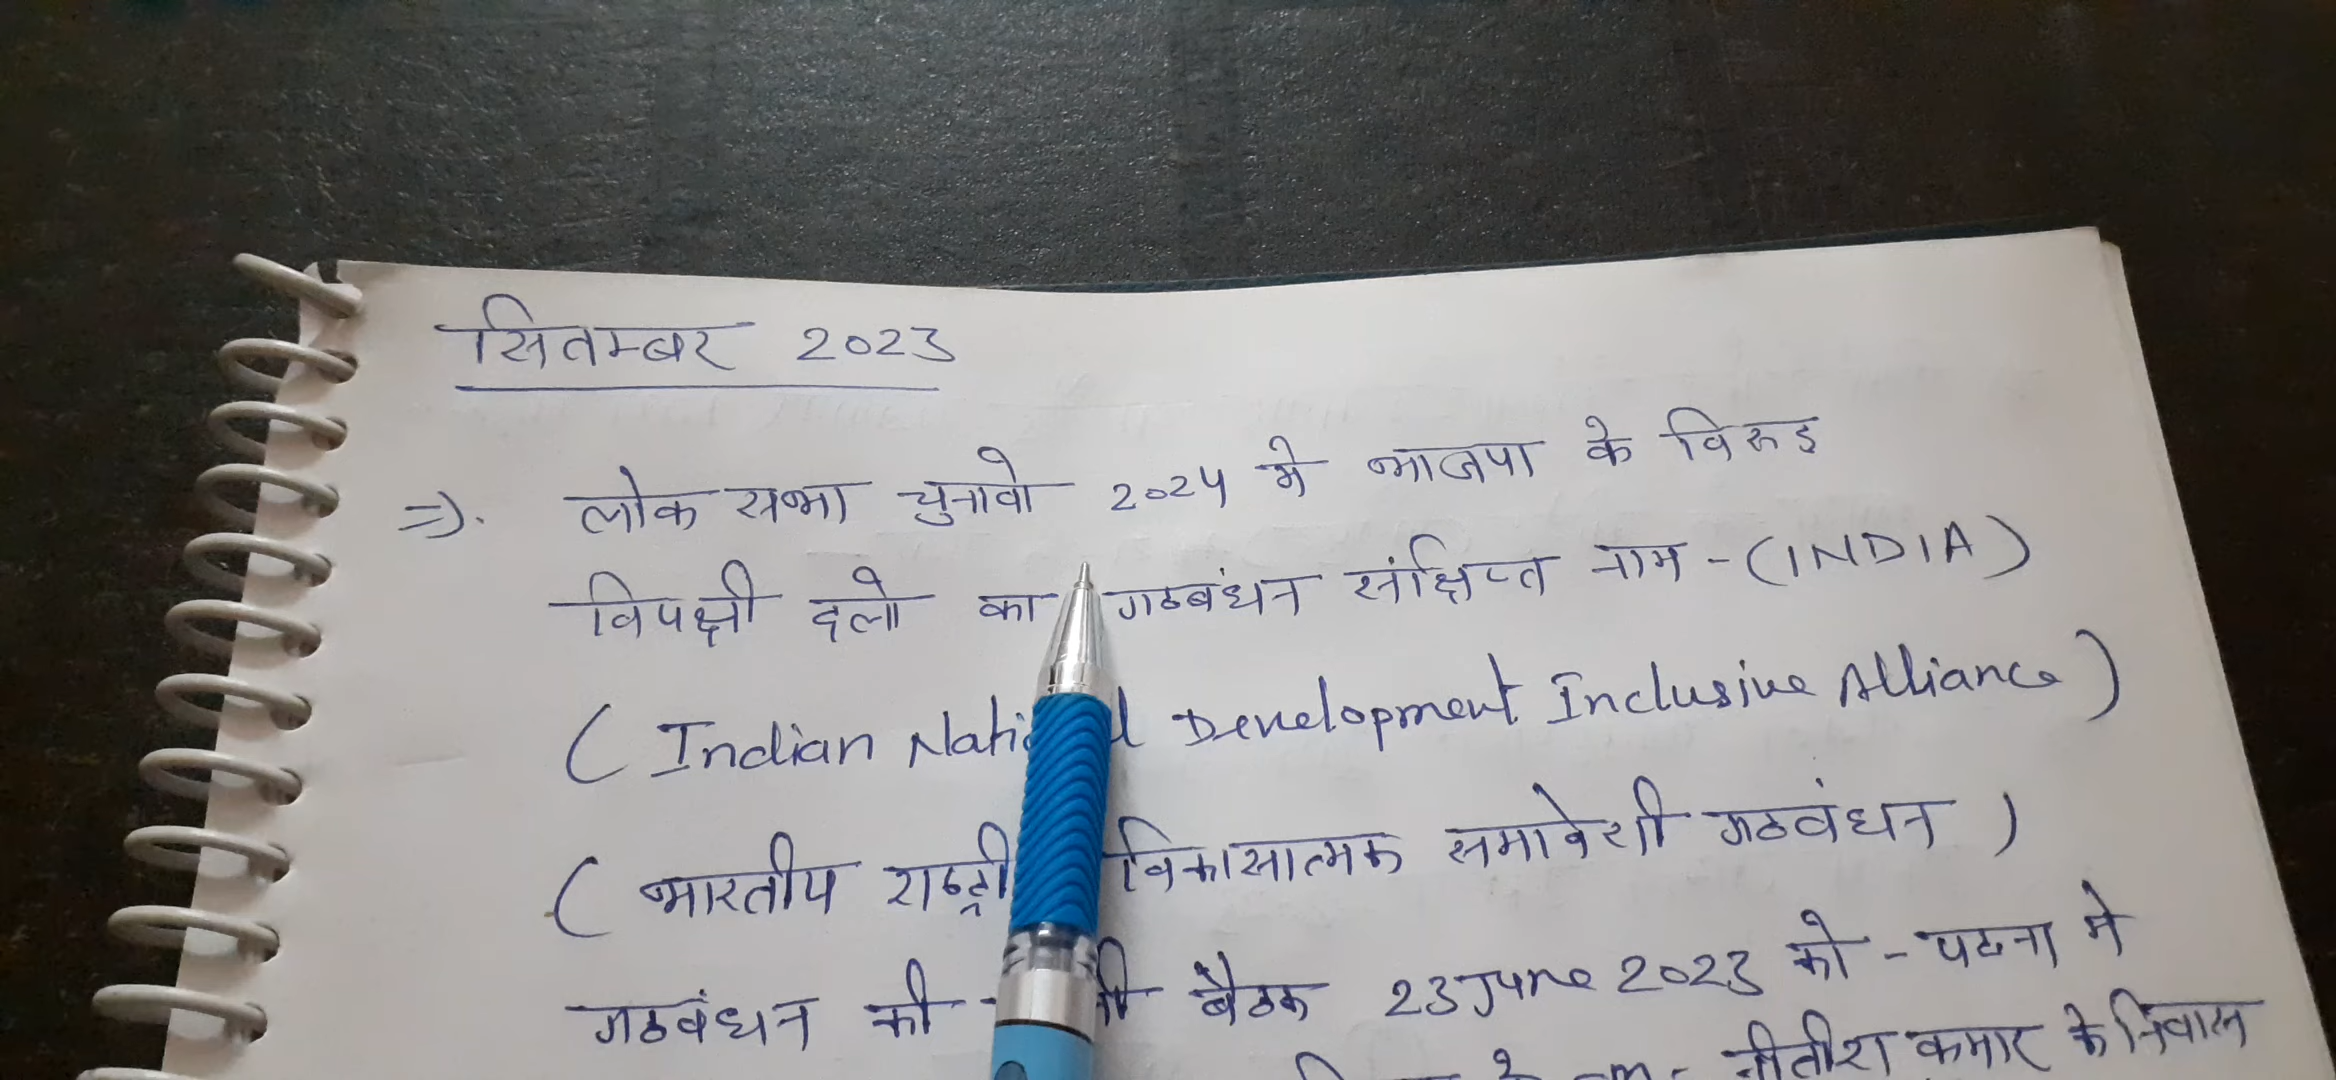 सितम्बर 2023
⇒. लोक सभा चुनावो 2024 मे भाजपा के विरूद्द
विपक्षी दलो का गठबंधन संक्षिप्त नाम - (INDIA)
( Indian Development Inclusive Alliance )
( भारतीय विकासात्मक समावेशी गठबंधन )
गठबंधन की बैठक 23 June 2023 को - पटना मे
नीतीश कुमार के निवास